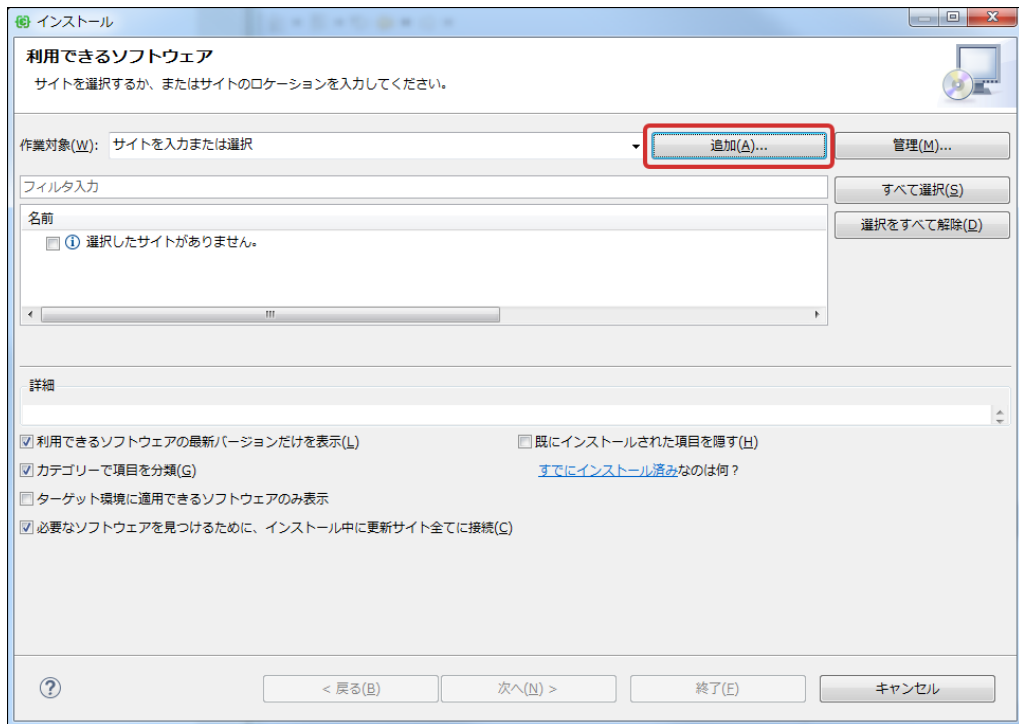 インストール
利用できるソフトウェア
サイトを選択するか、またはサイトのロケーションを入力してください。
作業対象(W): サイトを入力または選択 追加(A)... 管理(M)...
フィルタ入力 すべて選択(S)
名前 選択をすべて解除(D)
選択したサイトがありません。
詳細
利用できるソフトウェアの最新バージョンだけを表示(L) 既にインストールされた項目を隠す(H)
カテゴリーで項目を分類(G) すでにインストール済みなのは何？
ターゲット環境に適用できるソフトウェアのみ表示
必要なソフトウェアを見つけるために、インストール中に更新サイト全てに接続(C)
< 戻る(B) 次へ(N) > 終了(F) キャンセル